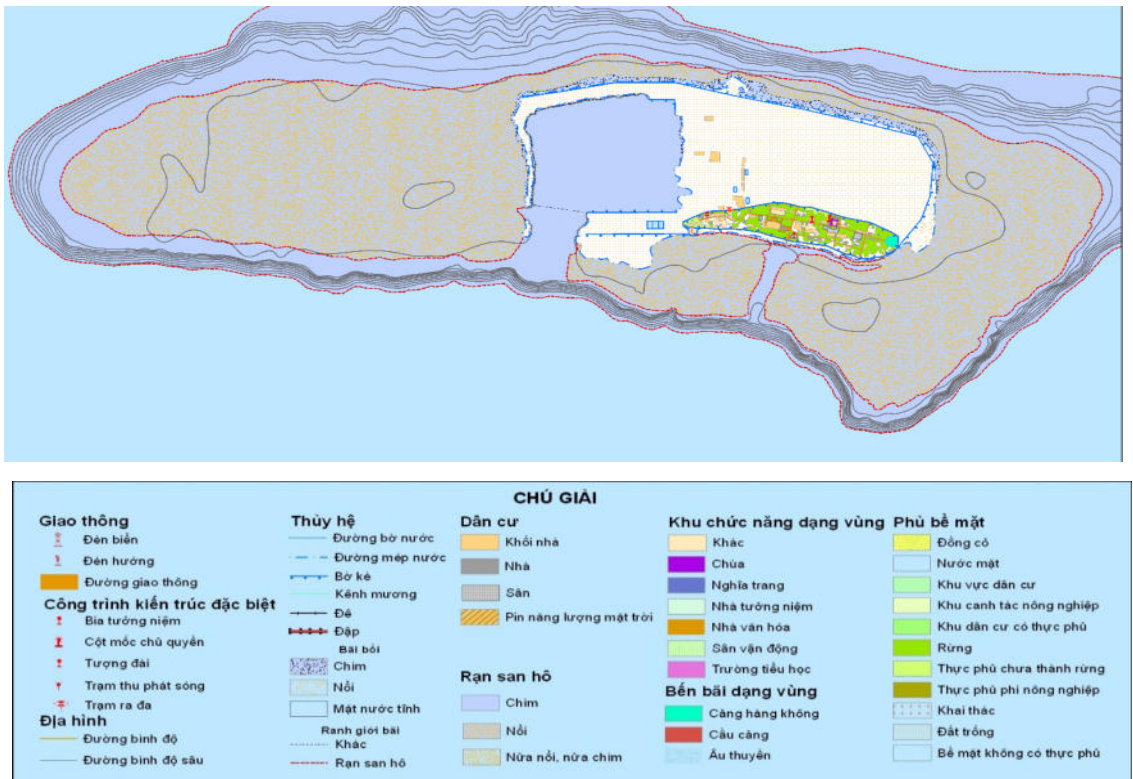 CHÚ GIẢI
Giao thông
Đèn biển
Đèn hướng
Đường giao thông
Công trình kiến trúc đặc biệt
Bia tưởng niệm
Cột mốc chủ quyền
Tượng đài
Trạm thu phát sóng
Trạm ra đa
Địa hình
Đường bình độ
Đường bình độ sâu
Thủy hệ
Đường bờ nước
Đường mép nước
Bờ kè
Kênh mương
Đê
Đập
Bãi bồi
Chìm
Nổi
Mặt nước tĩnh
Ranh giới bãi
Khác
Rạn san hô
Dân cư
Khối nhà
Nhà
Sân
Pin năng lượng mặt trời
Rạn san hô
Chìm
Nổi
Nửa nổi, nửa chìm
Khu chức năng dạng vùng
Khác
Chùa
Nghĩa trang
Nhà tưởng niệm
Nhà văn hóa
Sân vận động
Trường tiểu học
Bến bãi dạng vùng
Cảng hàng không
Cầu cảng
Âu thuyền
Phủ bề mặt
Đồng cỏ
Nước mặt
Khu vực dân cư
Khu canh tác nông nghiệp
Khu dân cư có thực phủ
Rừng
Thực phủ chưa thành rừng
Thực phủ phi nông nghiệp
Khai thác
Đất trống
Bề mặt không có thực phủ